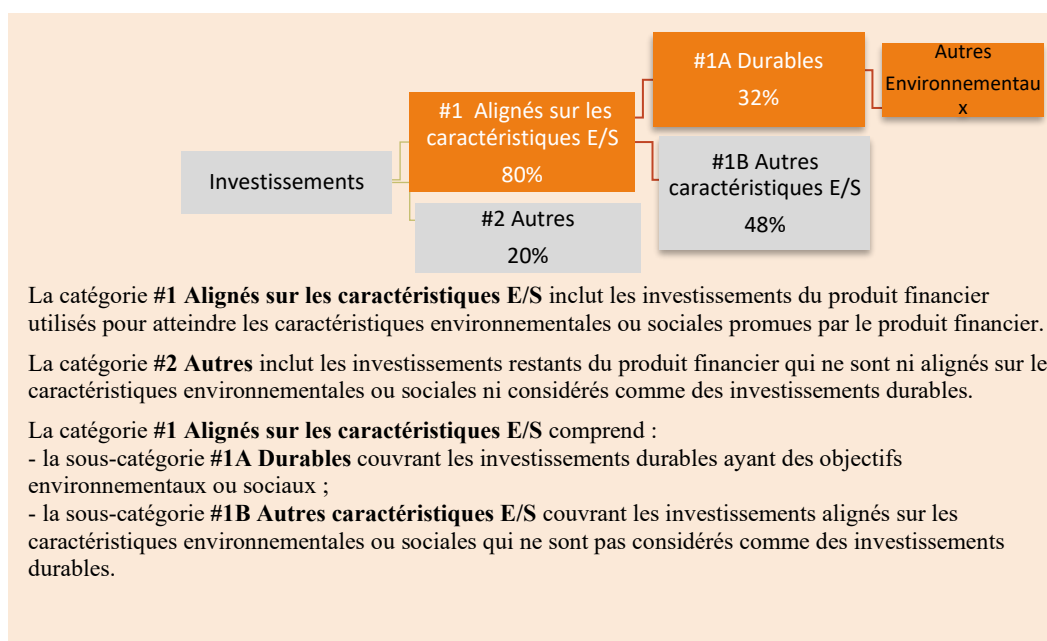 #1A Durables
32%
Autres
Environnementau
x
#1 Alignés sur les
caractéristiques E/S
80%
Investissements
#1B Autres
caractéristiques E/S
48%
#2 Autres
20%
La catégorie #1 Alignés sur les caractéristiques E/S inclut les investissements du produit financier
utilisés pour atteindre les caractéristiques environnementales ou sociales promues par le produit financier.
La catégorie #2 Autres inclut les investissements restants du produit financier qui ne sont ni alignés sur le
caractéristiques environnementales ou sociales ni considérés comme des investissements durables.
La catégorie #1 Alignés sur les caractéristiques E/S comprend :
- la sous-catégorie #1A Durables couvrant les investissements durables ayant des objectifs
environnementaux ou sociaux ;
- la sous-catégorie #1B Autres caractéristiques E/S couvrant les investissements alignés sur les
caractéristiques environnementales ou sociales qui ne sont pas considérés comme des investissements
durables.